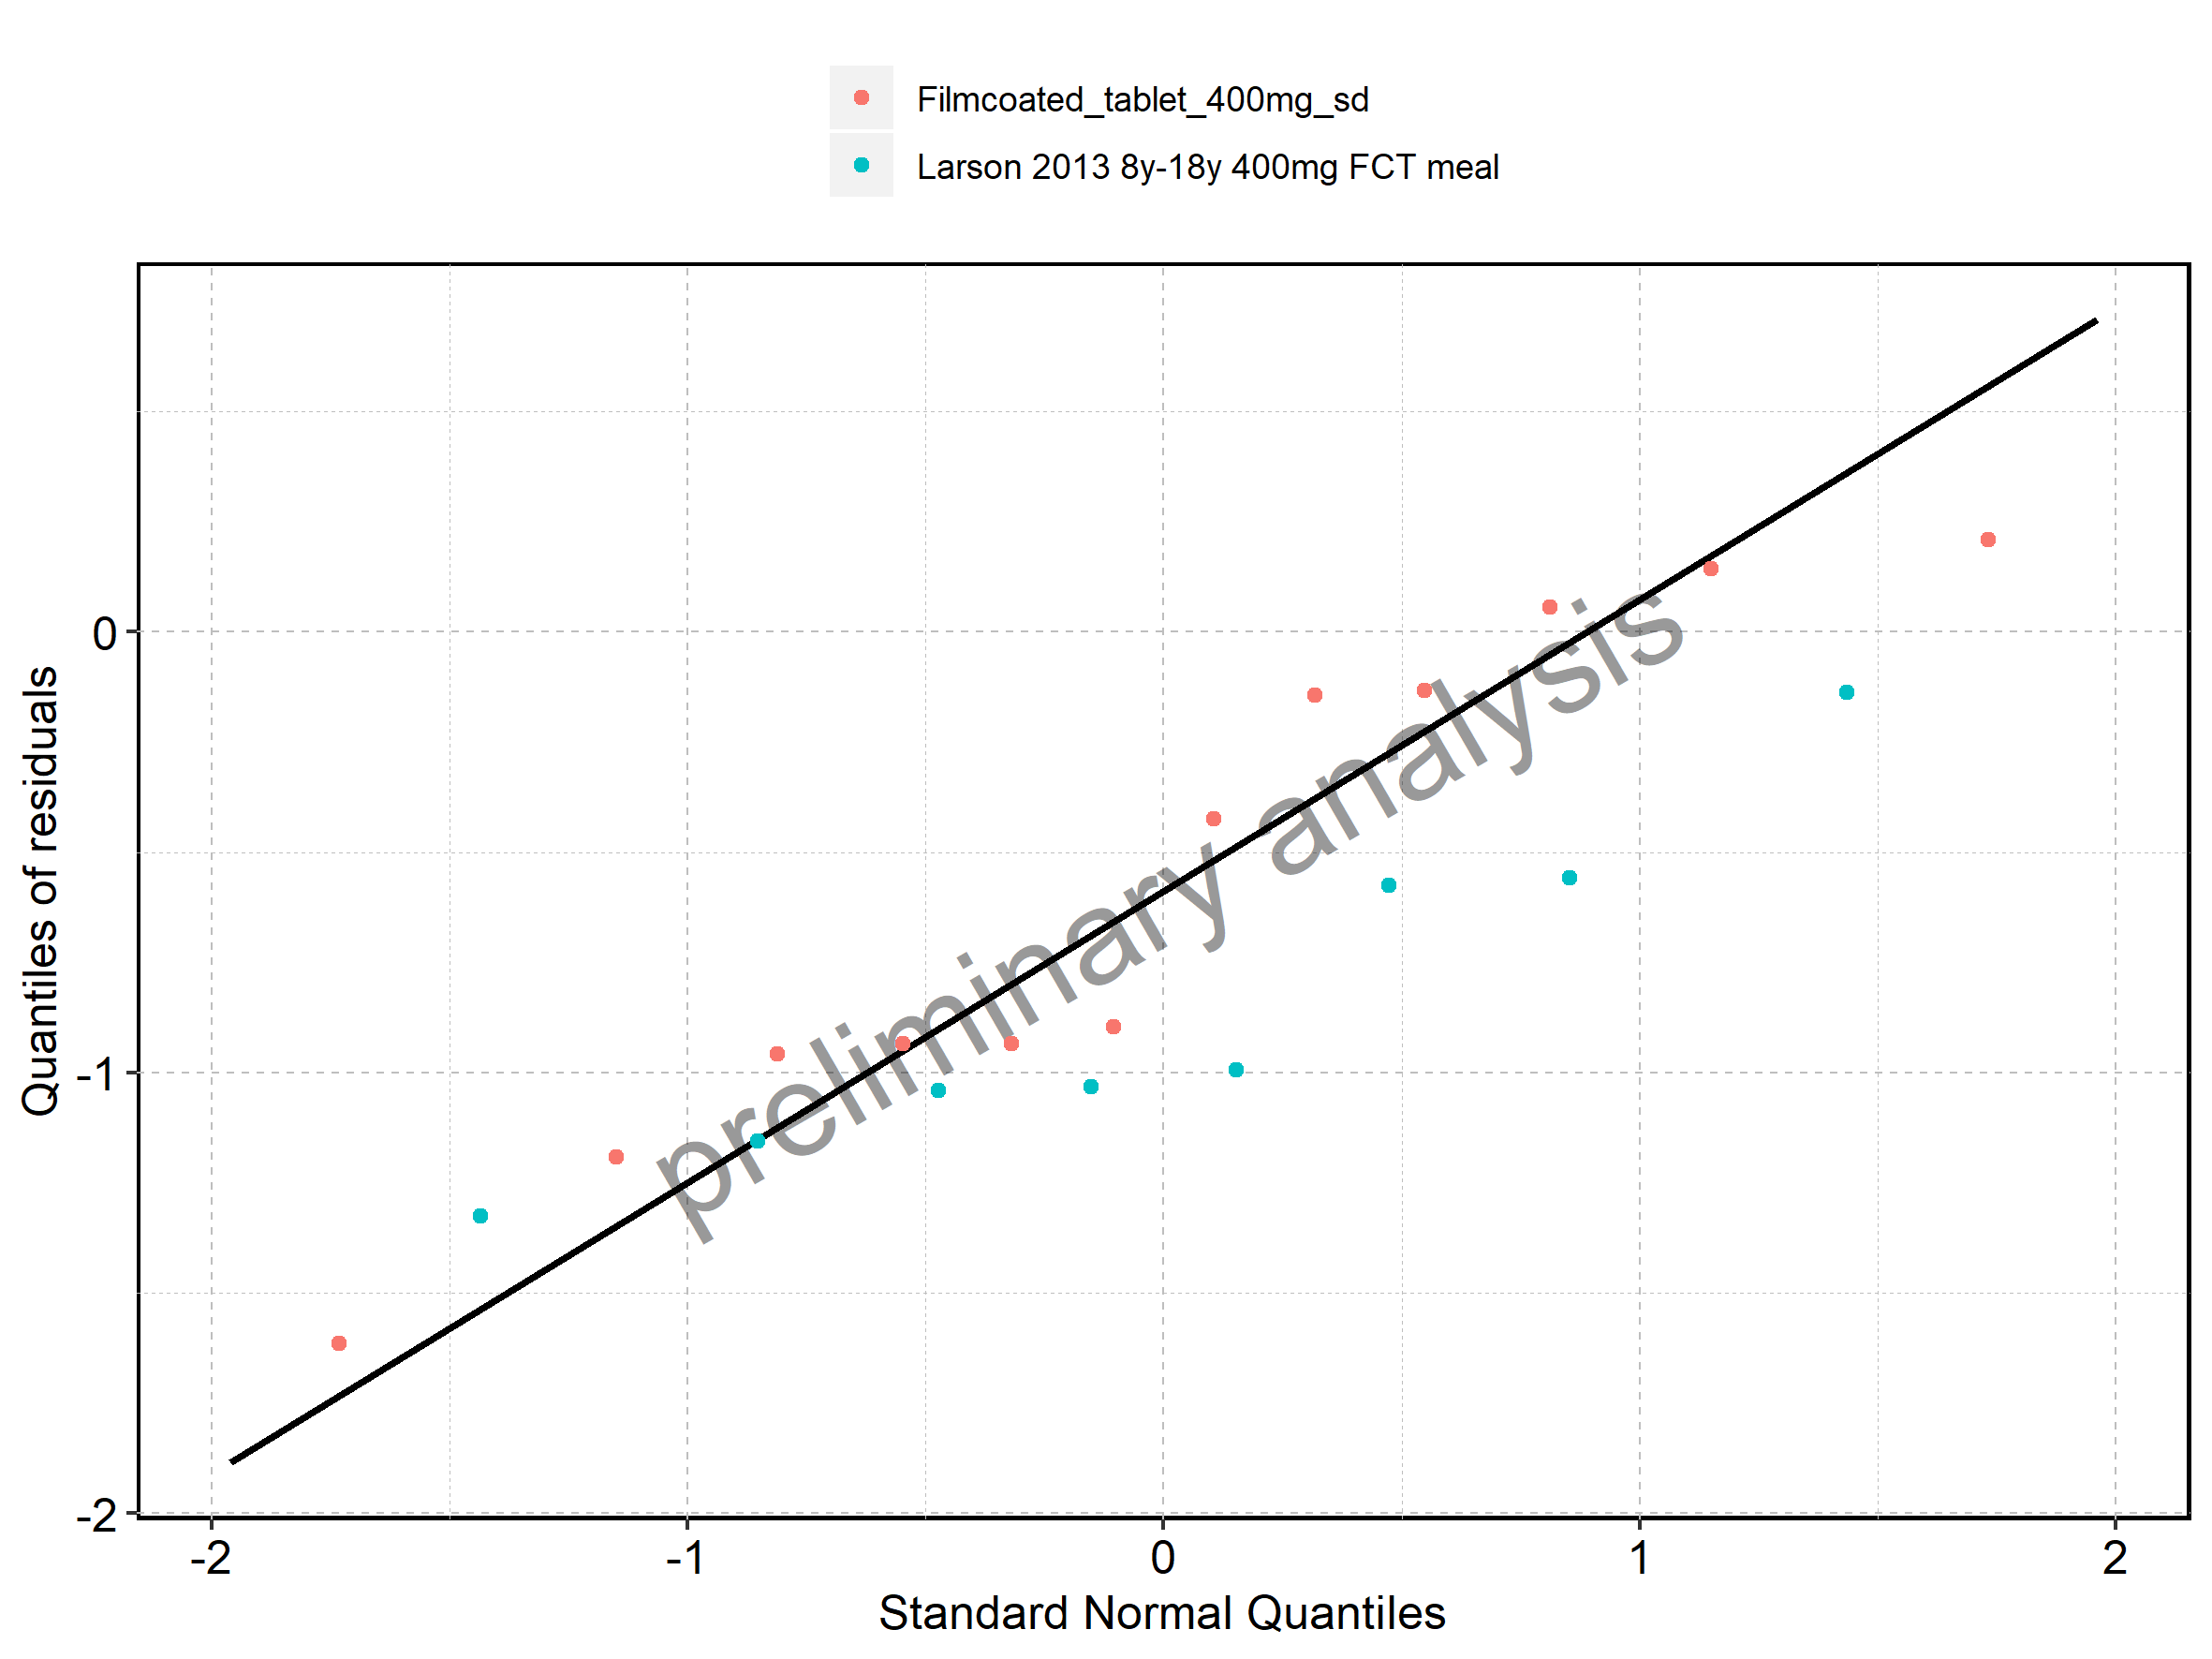 Filmcoated_tablet_400mg_sd
Larson 2013 8y-18y 400mg FCT meal
0
-1
-2
Quantiles of residuals
preliminary analysis
-2 -1 0 1 2
Standard Normal Quantiles